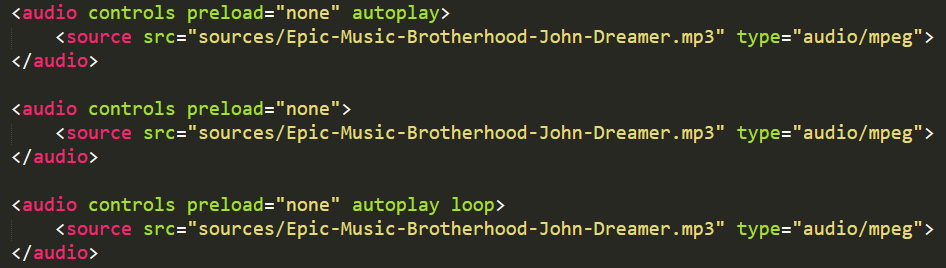 <audio controls preload="none" autoplay>
    <source src="sources/Epic-Music-Brotherhood-John-Dreamer.mp3" type="audio/mpeg">
</audio>

<audio controls preload="none">
    <source src="sources/Epic-Music-Brotherhood-John-Dreamer.mp3" type="audio/mpeg">
</audio>

<audio controls preload="none" autoplay loop>
    <source src="sources/Epic-Music-Brotherhood-John-Dreamer.mp3" type="audio/mpeg">
</audio>